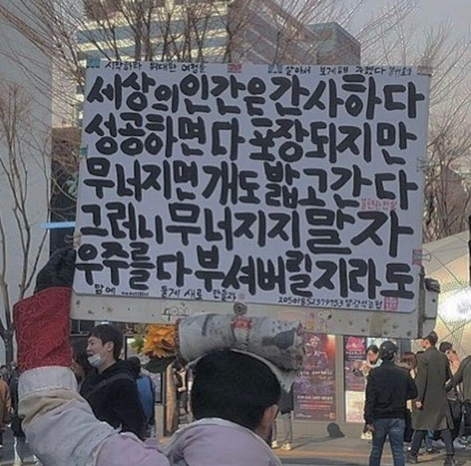 세상의 인간은 간사하다
성공하면 다 포장되지만
무너지면 개도 밟고 간다
그러니 무너지지 말자
우주를 다 부셔버릴지라도